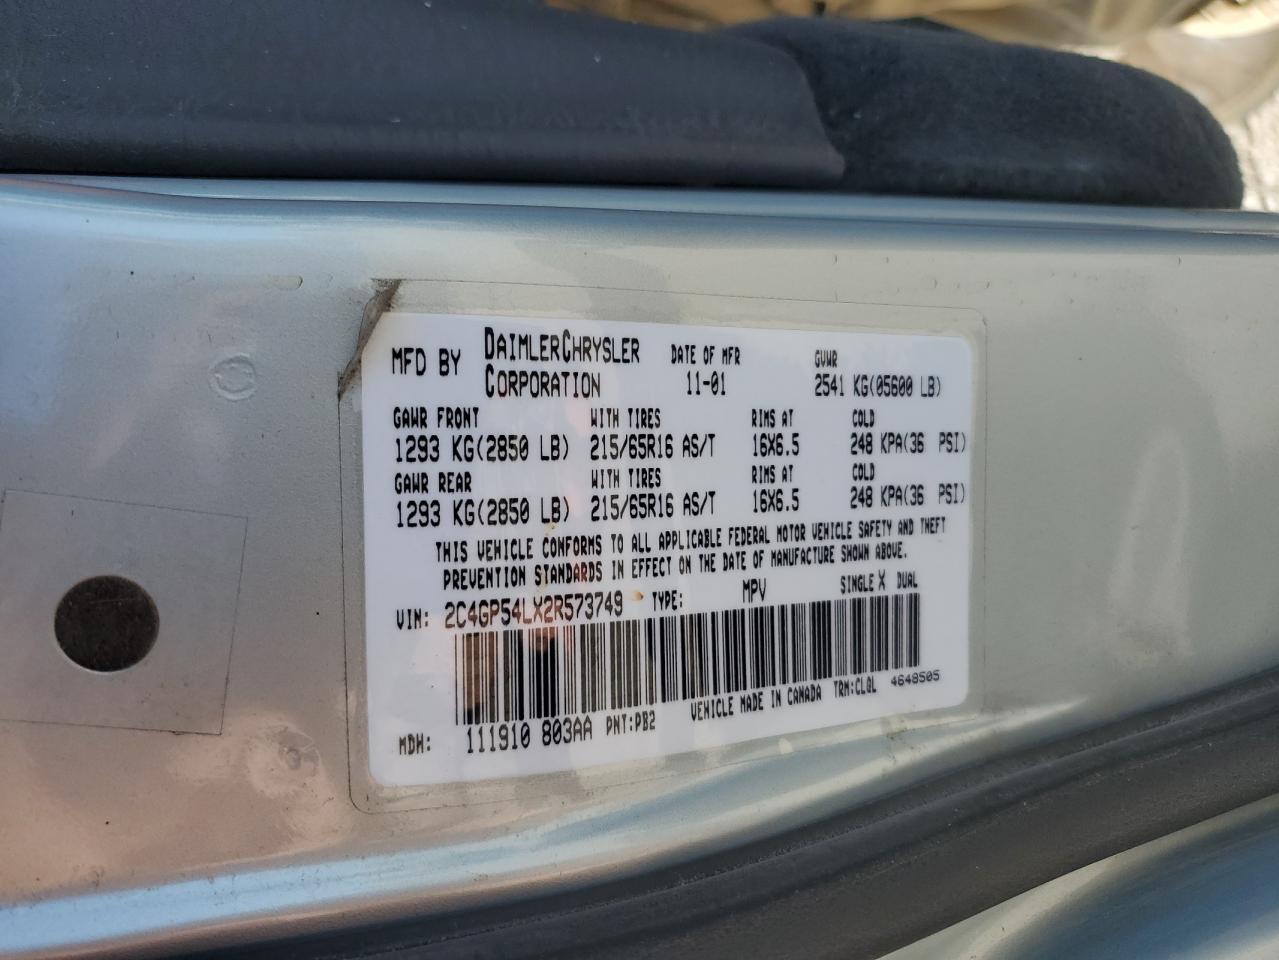 MFD BY DAIMLERCHRYSLER CORPORATION DATE OF MFR 11-01 GVWR 2541 KG(05600 LB)
GAWR FRONT WITH TIRES RIMS AT COLD
1293 KG(2850 LB) 215/65R16 AS/T 16X6.5 248 KPA(36 PSI)
GAWR REAR WITH TIRES RIMS AT COLD
1293 KG(2850 LB) 215/65R16 AS/T 16X6.5 248 KPA(36 PSI)
THIS VEHICLE CONFORMS TO ALL APPLICABLE FEDERAL MOTOR VEHICLE SAFETY AND THEFT
PREVENTION STANDARDS IN EFFECT ON THE DATE OF MANUFACTURE SHOWN ABOVE.
VIN: 2C4GP54LX2R573749 TYPE: MPV SINGLE X DUAL
MDH: 111910 803AA PNT:PB2 VEHICLE MADE IN CANADA TRM:CLQL 4648505